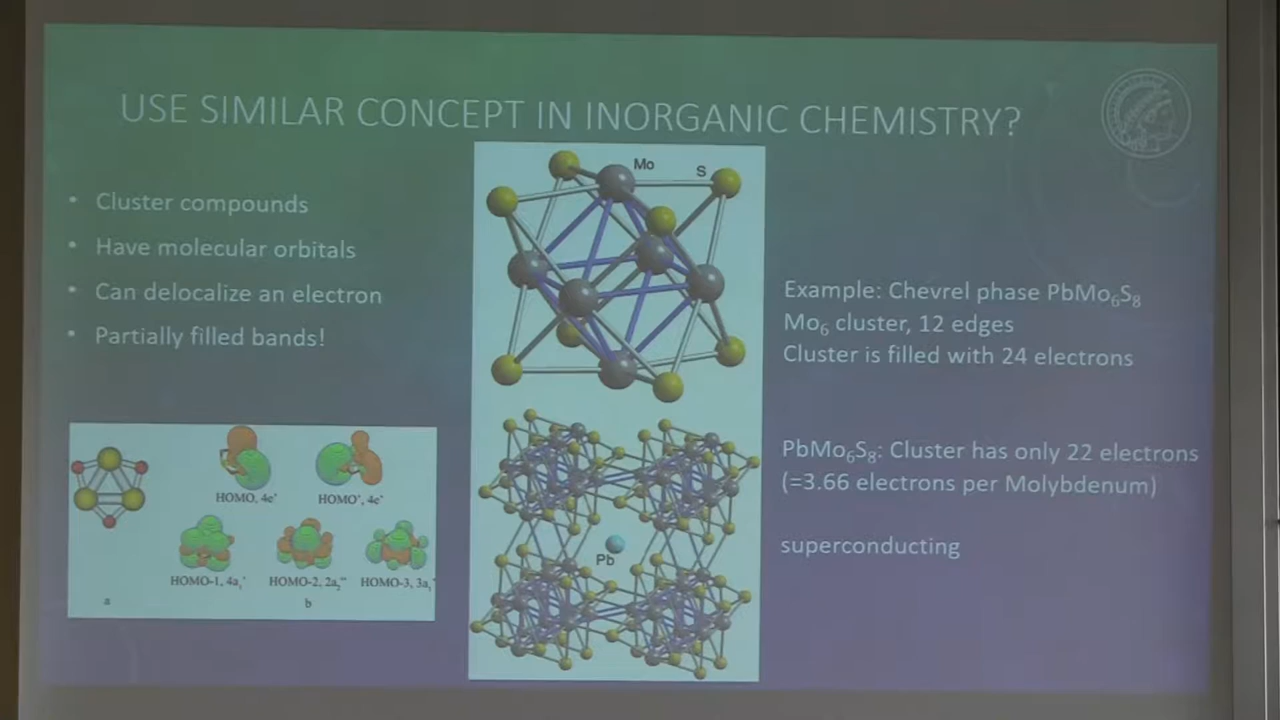 USE SIMILAR CONCEPT IN INORGANIC CHEMISTRY?
• Cluster compounds
• Have molecular orbitals
• Can delocalize an electron
• Partially filled bands!
Mo
S
Pb
Example: Chevrel phase PbMo₆S₈
Mo₆ cluster, 12 edges
Cluster is filled with 24 electrons
PbMo₆S₈: Cluster has only 22 electrons
(=3.66 electrons per Molybdenum)
superconducting
HOMO, 4e'
HOMO', 4e'
HOMO-1, 4a₁'
HOMO-2, 2a₂''
HOMO-3, 3a₁'
a
b